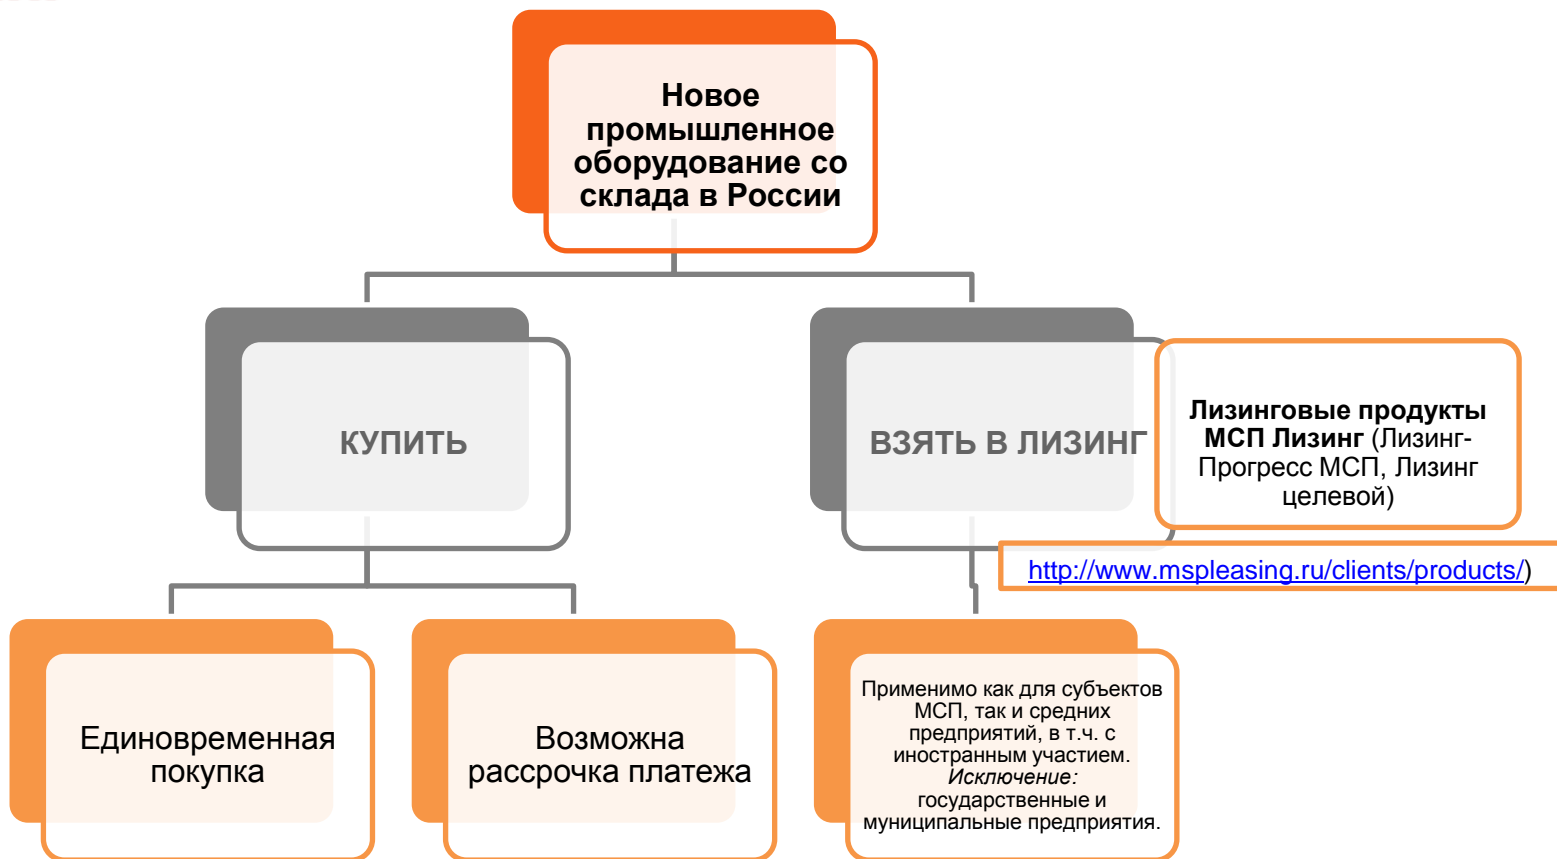 Новое
промышленное
оборудование со
склада в России
КУПИТЬ
ВЗЯТЬ В ЛИЗИНГ
Лизинговые продукты
МСП Лизинг (Лизинг-
Прогресс МСП, Лизинг
целевой)
http://www.mspleasing.ru/clients/products/)
Единовременная
покупка
Возможна
рассрочка платежа
Применимо как для субъектов
МСП, так и средних
предприятий, в т.ч. с
иностранным участием.
Исключение:
государственные и
муниципальные предприятия.